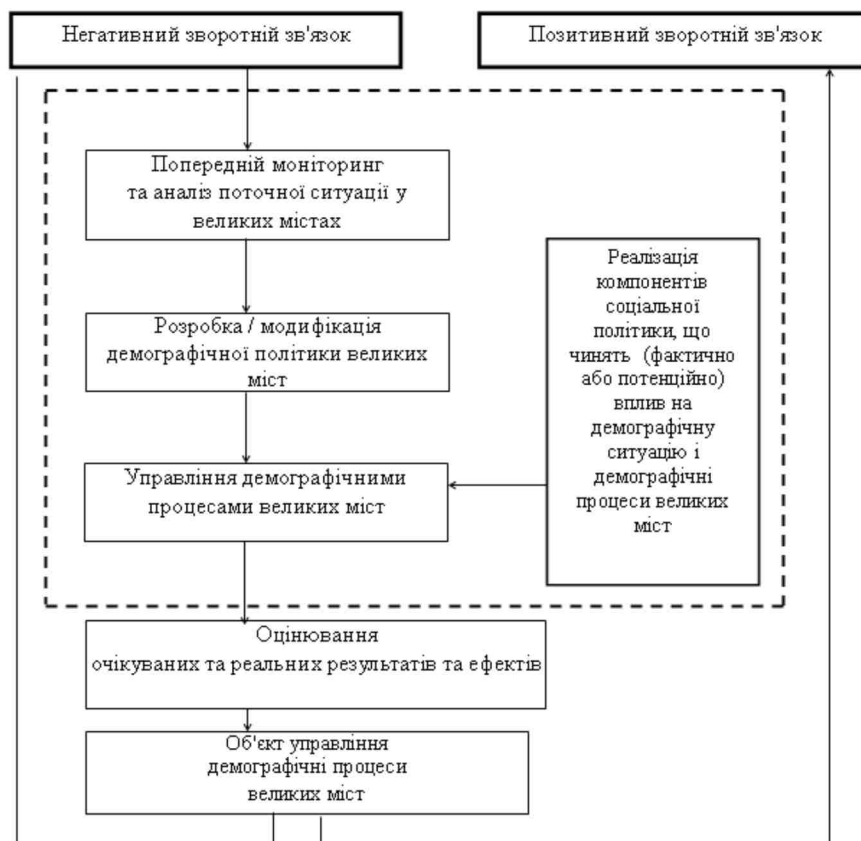 Негативний зворотній зв'язок
Позитивний зворотній зв'язок
Попередній моніторинг
та аналіз поточної ситуації у
великих містах
Розробка / модифікація
демографічної політики великих
міст
Управління демографічними
процесами великих міст
Реалізація
компонентів
соціальної
політики, що
чинять (фактично
або потенційно)
вплив на
демографічну
ситуацію і
демографічні
процеси великих
міст
Оцінювання
очікуваних та реальних результатів та ефектів
Об'єкт управління
демографічні процеси
великих міст